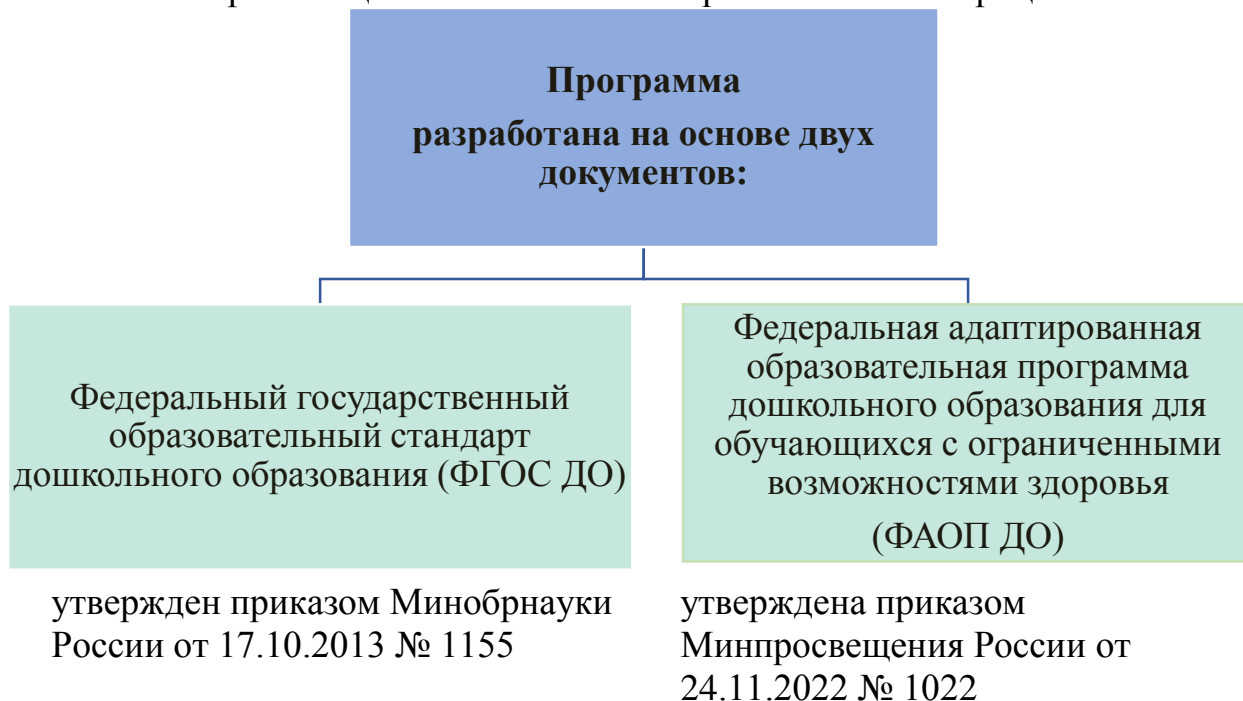 Программа
разработана на основе двух
документов:
Федеральный государственный
образовательный стандарт
дошкольного образования (ФГОС ДО)
Федеральная адаптированная
образовательная программа
дошкольного образования для
обучающихся с ограниченными
возможностями здоровья
(ФАОП ДО)
утвержден приказом Минобрнауки
России от 17.10.2013 № 1155
утверждена приказом
Минпросвещения России от
24.11.2022 № 1022